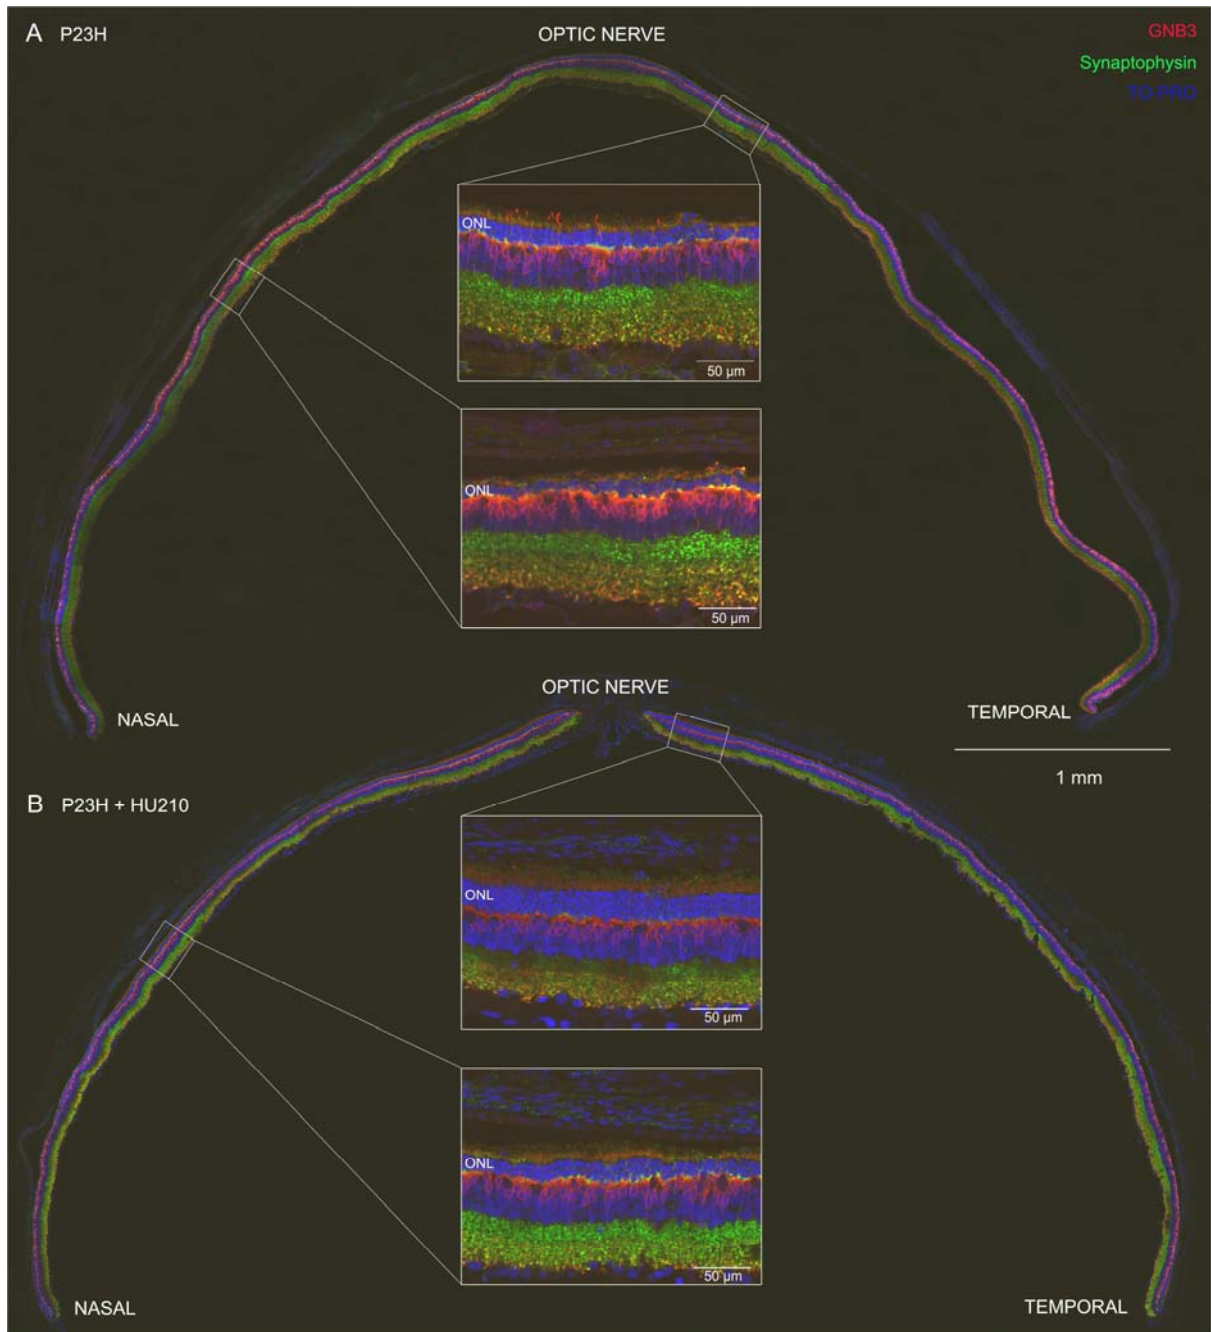 A P23H
OPTIC NERVE
GNB3
Synaptophysin
TO-PRO
ONL
50 µm
ONL
50 µm
NASAL
TEMPORAL
1 mm
OPTIC NERVE
B P23H + HU210
ONL
50 µm
ONL
50 µm
NASAL
TEMPORAL